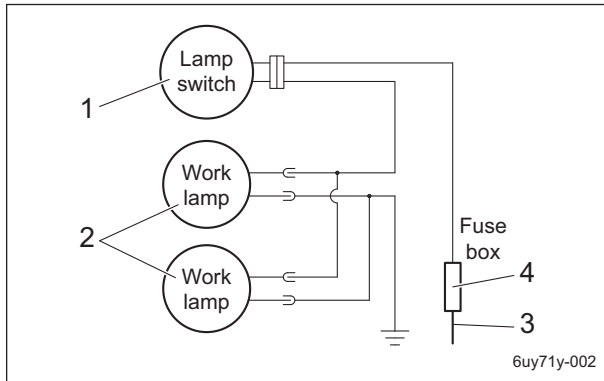 Lamp
switch
1
Work
lamp
2
Work
lamp
Fuse
box
4
3
6uy71y-002